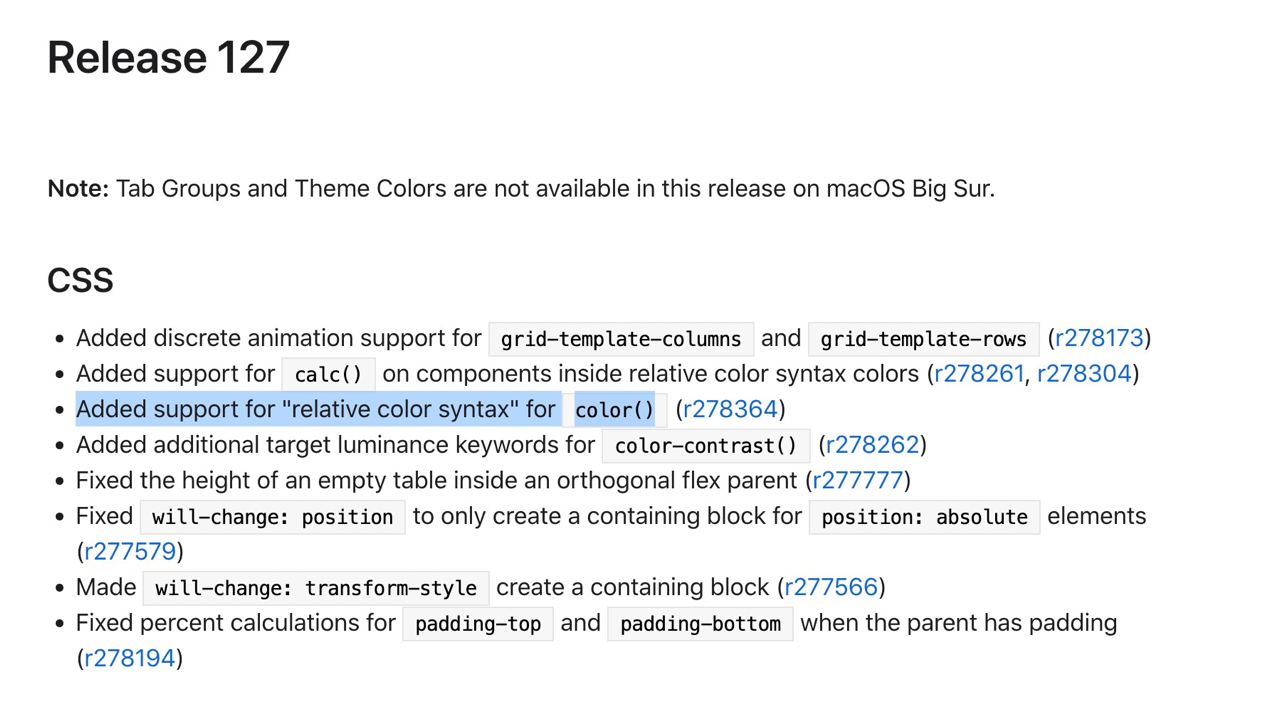 Release 127
Note: Tab Groups and Theme Colors are not available in this release on macOS Big Sur.
CSS
• Added discrete animation support for grid-template-columns and grid-template-rows (r278173)
• Added support for calc() on components inside relative color syntax colors (r278261, r278304)
• Added support for "relative color syntax" for color() (r278364)
• Added additional target luminance keywords for color-contrast() (r278262)
• Fixed the height of an empty table inside an orthogonal flex parent (r277777)
• Fixed will-change: position to only create a containing block for position: absolute elements
(r277579)
• Made will-change: transform-style create a containing block (r277566)
• Fixed percent calculations for padding-top and padding-bottom when the parent has padding
(r278194)